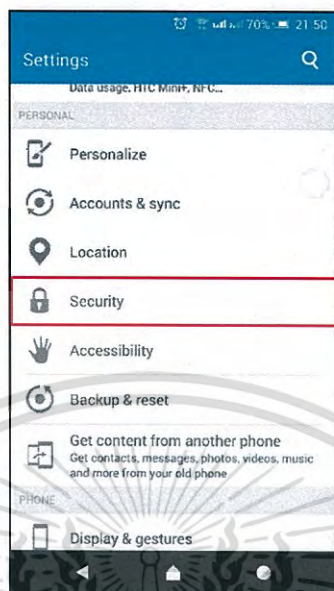 70% 21:50
Settings
Data usage, HTC Mini+, NFC...
PERSONAL
Personalize
Accounts & sync
Location
Security
Accessibility
Backup & reset
Get content from another phone
Get contacts, messages, photos, videos, music
and more from your old phone
PHONE
Display & gestures